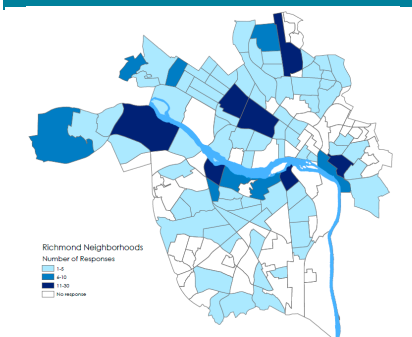 Richmond Neighborhoods
Number of Responses
1-5
6-10
11-30
No response